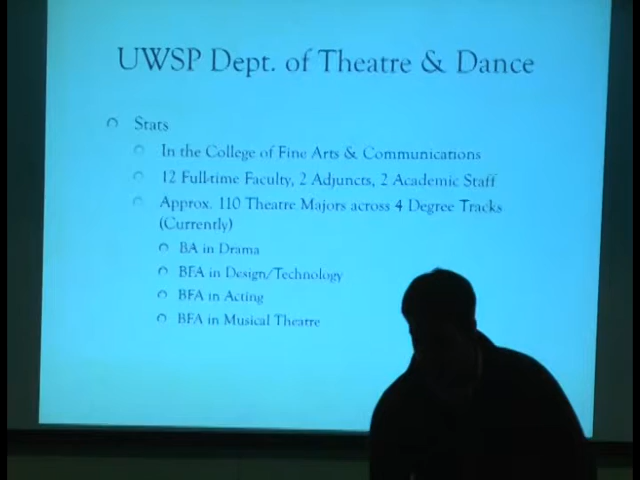 UWSP Dept. of Theatre & Dance
Stats
In the College of Fine Arts & Communications
12 Full-time Faculty, 2 Adjuncts, 2 Academic Staff
Approx. 110 Theatre Majors across 4 Degree Tracks
(Currently)
BA in Drama
BFA in Design/Technology
BFA in Acting
BFA in Musical Theatre